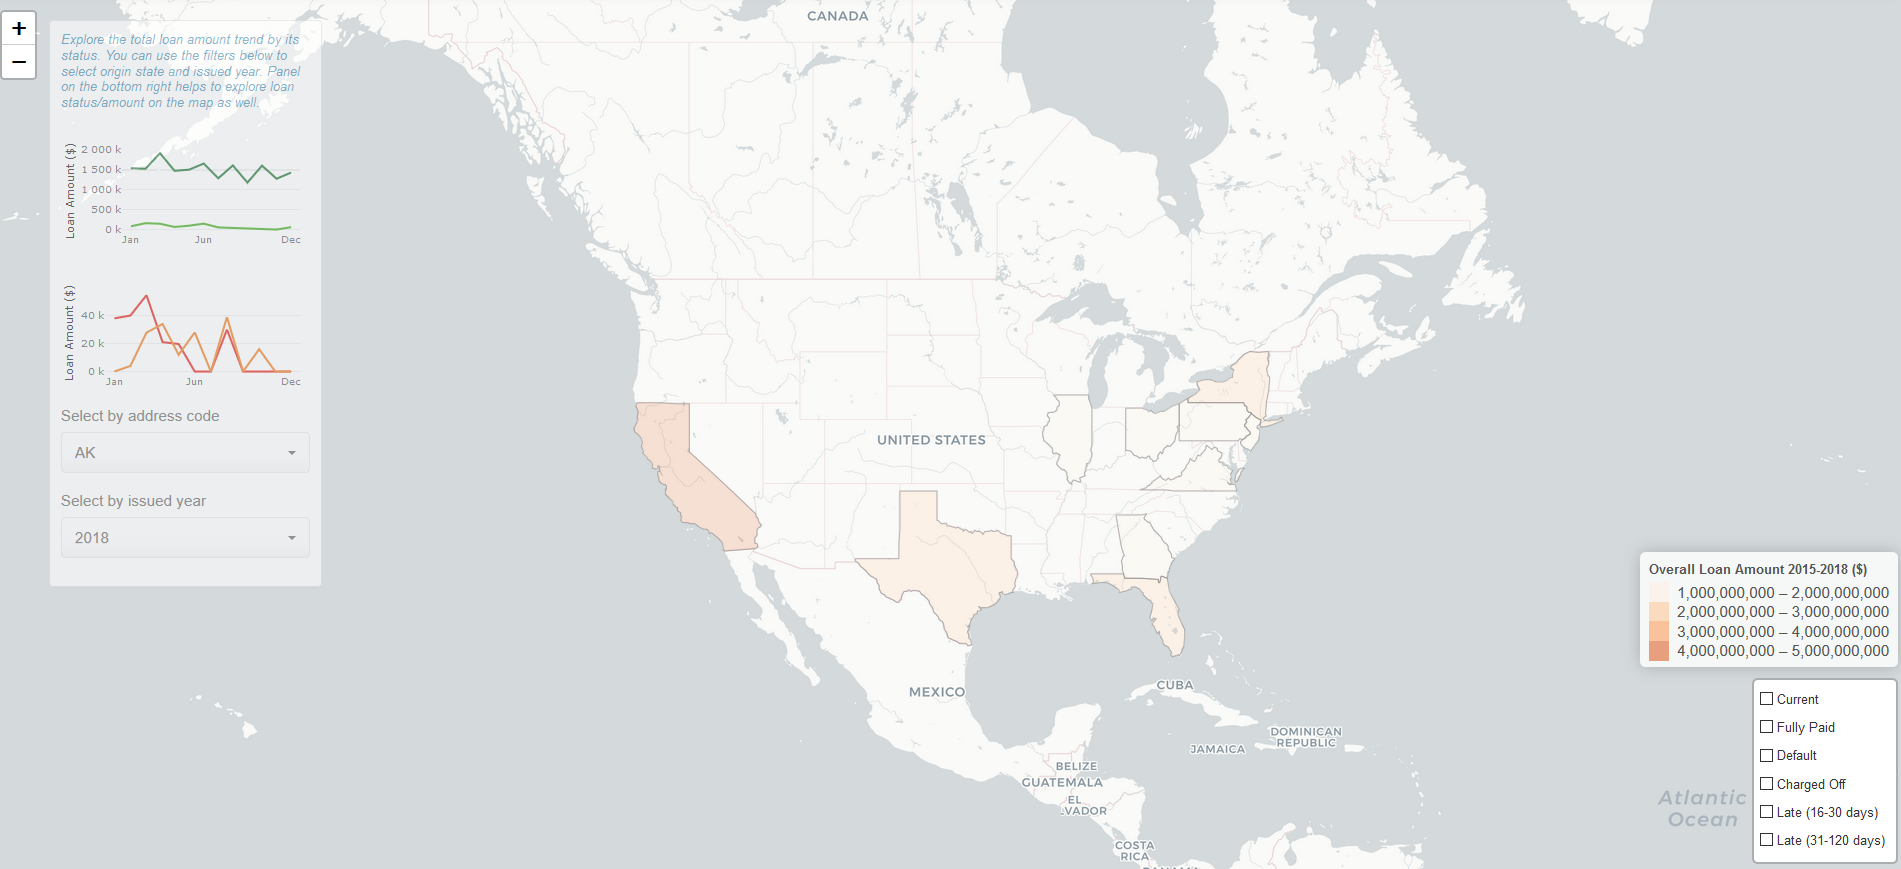 +
−
Explore the total loan amount trend by its
status. You can use the filters below to
select origin state and issued year. Panel
on the bottom right helps to explore loan
status/amount on the map as well.
Loan Amount ($)
2 000 k
1 500 k
1 000 k
500 k
0 k
Jan
Jun
Dec
Loan Amount ($)
40 k
20 k
0 k
Jan
Jun
Dec
Select by address code
AK
Select by issued year
2018
CANADA
UNITED STATES
MEXICO
CUBA
DOMINICAN
REPUBLIC
JAMAICA
BELIZE
GUATEMALA
EL
.VADOR
COSTA
RICA
Atlantic
Ocean
Overall Loan Amount 2015-2018 ($)
1,000,000,000 – 2,000,000,000
2,000,000,000 – 3,000,000,000
3,000,000,000 – 4,000,000,000
4,000,000,000 – 5,000,000,000
Current
Fully Paid
Default
Charged Off
Late (16-30 days)
Late (31-120 days)